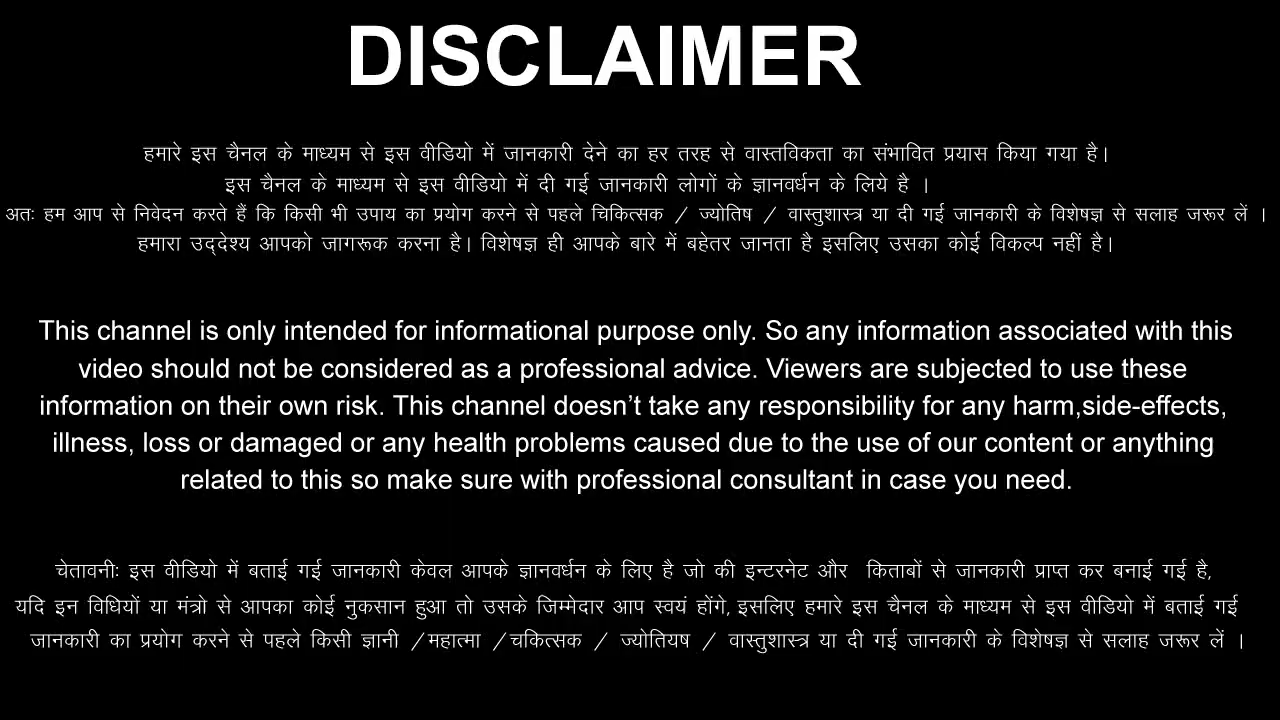 DISCLAIMER
हमारे इस चैनल के माध्यम से इस वीडियो में जानकारी देने का हर तरह से वास्तविकता का संभावित प्रयास किया गया है।
इस चैनल के माध्यम से इस वीडियो में दी गई जानकारी लोगों के ज्ञानवर्धन के लिये है ।
अतः हम आप से निवेदन करते हैं कि किसी भी उपाय का प्रयोग करने से पहले चिकित्सक / ज्योतिष / वास्तुशास्त्र या दी गई जानकारी के विशेषज्ञ से सलाह जरूर लें ।
हमारा उद्देश्य आपको जागरूक करना है। विशेषज्ञ ही आपके बारे में बहेतर जानता है इसलिए उसका कोई विकल्प नहीं है।
This channel is only intended for informational purpose only. So any information associated with this
video should not be considered as a professional advice. Viewers are subjected to use these
information on their own risk. This channel doesn’t take any responsibility for any harm,side-effects,
illness, loss or damaged or any health problems caused due to the use of our content or anything
related to this so make sure with professional consultant in case you need.
चेतावनीः इस वीडियो में बताई गई जानकारी केवल आपके ज्ञानवर्धन के लिए है जो की इन्टरनेट और किताबों से जानकारी प्राप्त कर बनाई गई है,
यदि इन विधियों या मंत्रो से आपका कोई नुकसान हुआ तो उसके जिम्मेदार आप स्वयं होंगे, इसलिए हमारे इस चैनल के माध्यम से इस वीडियो में बताई गई
जानकारी का प्रयोग करने से पहले किसी ज्ञानी /महात्मा /चकित्सक / ज्योतियष / वास्तुशास्त्र या दी गई जानकारी के विशेषज्ञ से सलाह जरूर लें ।